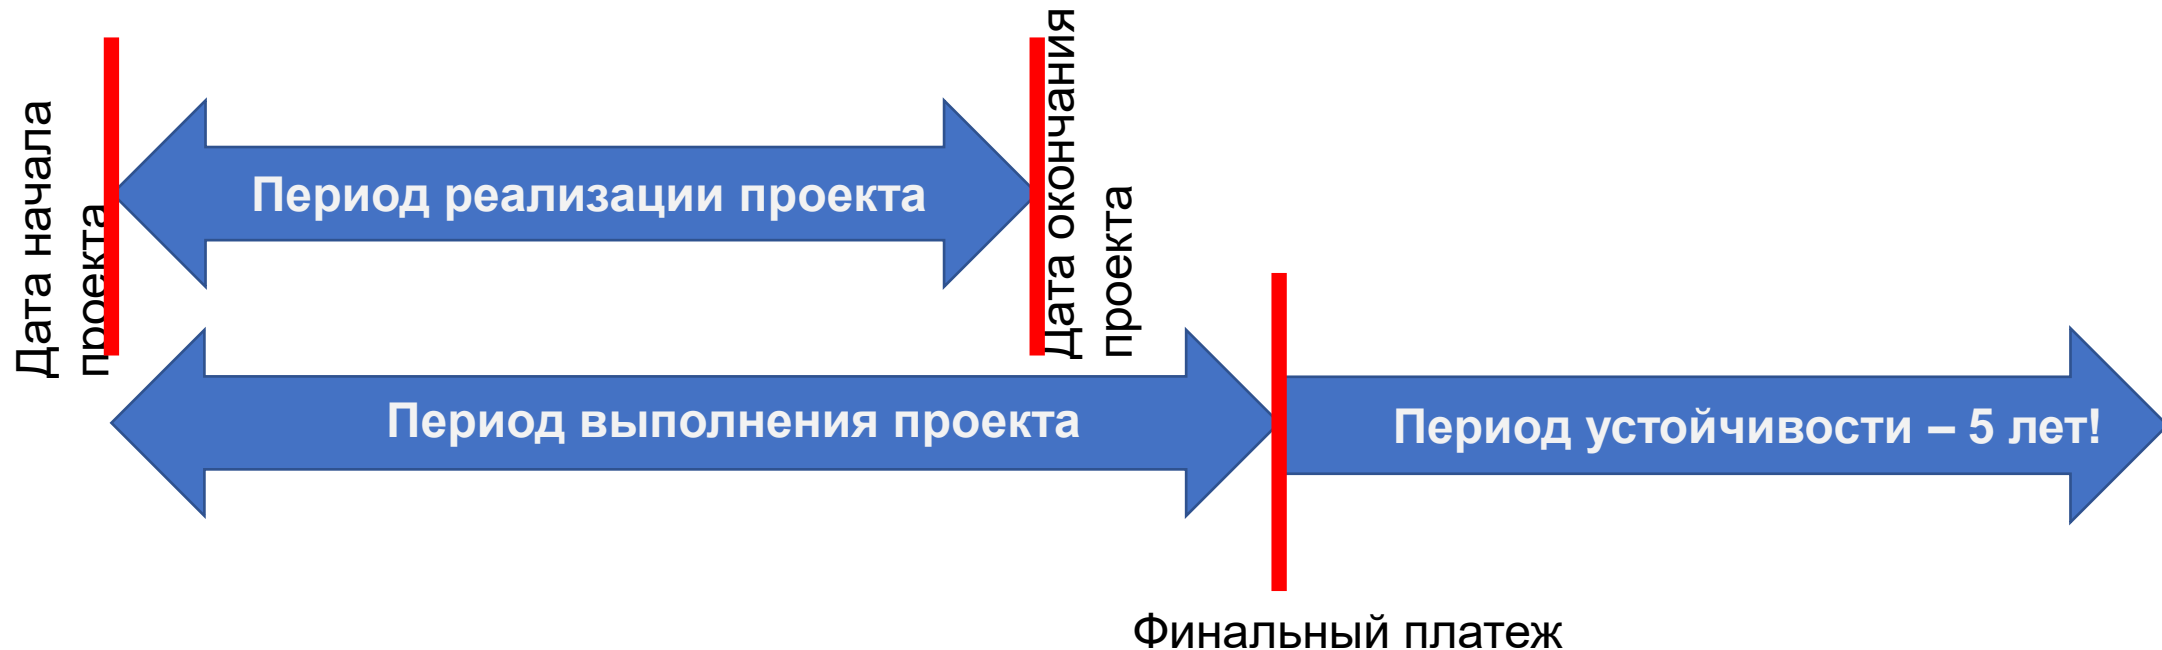 Дата начала
проекта
Период реализации проекта
Дата окончания
проекта
Период выполнения проекта
Период устойчивости – 5 лет!
Финальный платеж